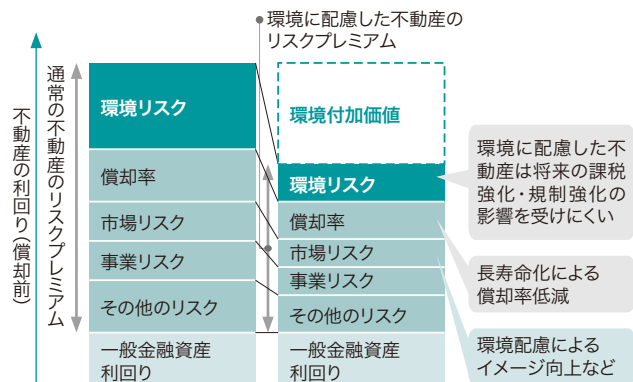 不動産の利回り(償却前)
通常の不動産のリスクプレミアム
環境に配慮した不動産の
リスクプレミアム
環境リスク
償却率
市場リスク
事業リスク
その他のリスク
一般金融資産
利回り
環境付加価値
環境リスク
償却率
市場リスク
事業リスク
その他のリスク
一般金融資産
利回り
環境に配慮した不
動産は将来の課税
強化・規制強化の
影響を受けにくい
長寿命化による
償却率低減
環境配慮による
イメージ向上など